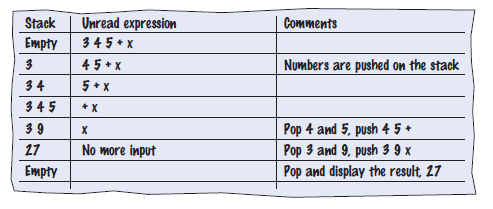 Stack Unread expression Comments
Empty 3 4 5 + x
3 4 5 + x Numbers are pushed on the stack
3 4 5 + x
3 4 5 + x
3 9 x Pop 4 and 5, push 4 5 +
27 No more input Pop 3 and 9, push 3 9 x
Empty Pop and display the result, 27